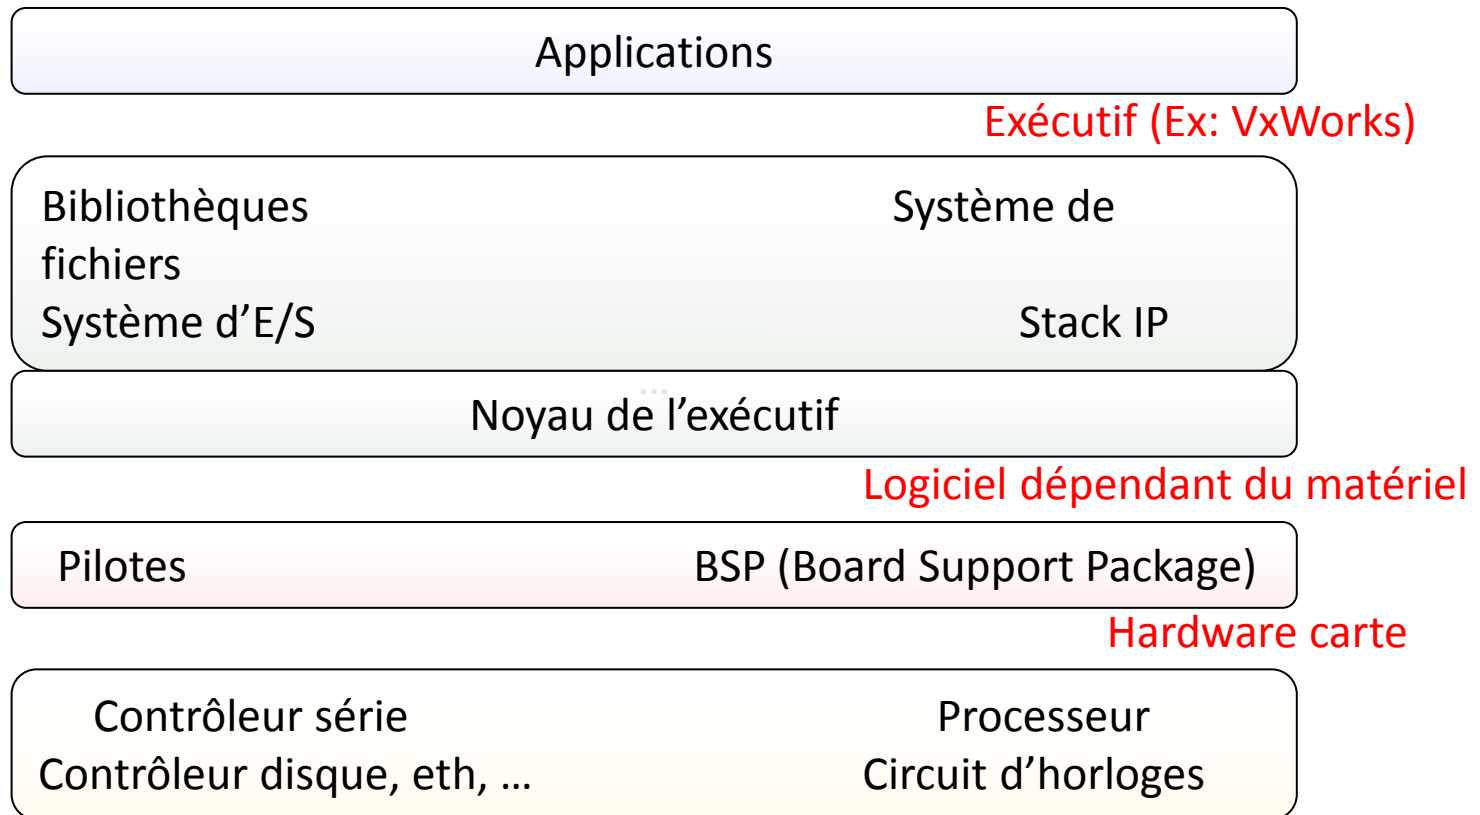 Applications
Exécutif (Ex: VxWorks)
Bibliothèques Système de
fichiers
Système d’E/S Stack IP
...
Noyau de l’exécutif
Logiciel dépendant du matériel
Pilotes BSP (Board Support Package)
Hardware carte
Contrôleur série Processeur
Contrôleur disque, eth, ... Circuit d’horloges